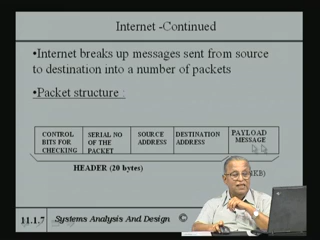 Internet -Continued
•Internet breaks up messages sent from source
to destination into a number of packets
•Packet structure :
CONTROL BITS FOR CHECKING
SERIAL NO OF THE PACKET
SOURCE ADDRESS
DESTINATION ADDRESS
PAYLOAD MESSAGE
HEADER (20 bytes)
KB)
11.1.7 Systems Analysis And Design ©